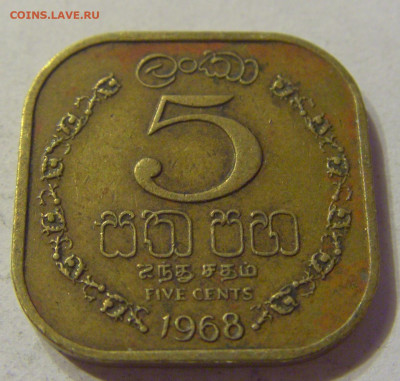 COINS.LAVE.RU
ලංකා
5
සත පහ
ஐந்து சதம்
FIVE CENTS
1968